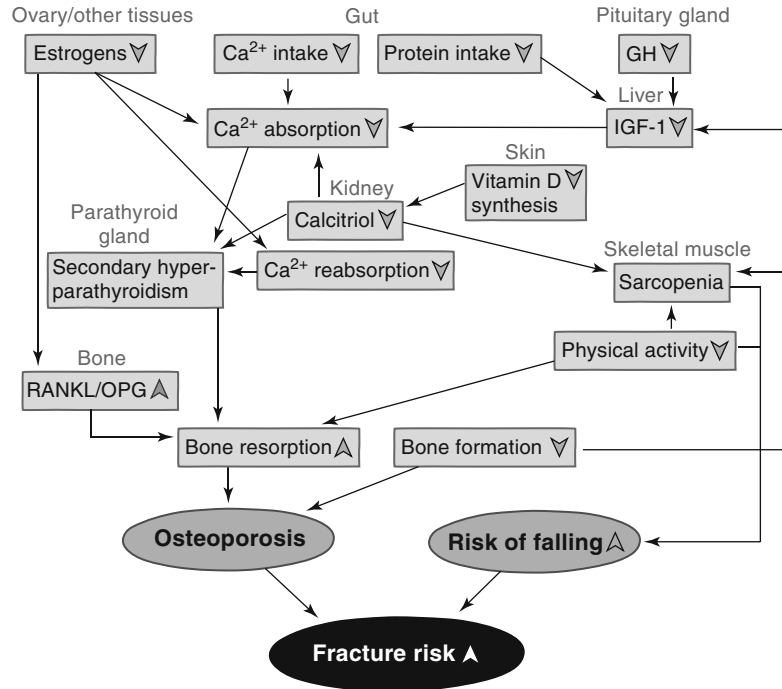 Ovary/other tissues
Gut
Pituitary gland
Estrogens
Ca²⁺ intake
Protein intake
GH
Liver
Ca²⁺ absorption
IGF-1
Skin
Kidney
Vitamin D
synthesis
Parathyroid
gland
Calcitriol
Skeletal muscle
Secondary hyper-
parathyroidism
Ca²⁺ reabsorption
Sarcopenia
Bone
Physical activity
RANKL/OPG
Bone resorption
Bone formation
Osteoporosis
Risk of falling
Fracture risk